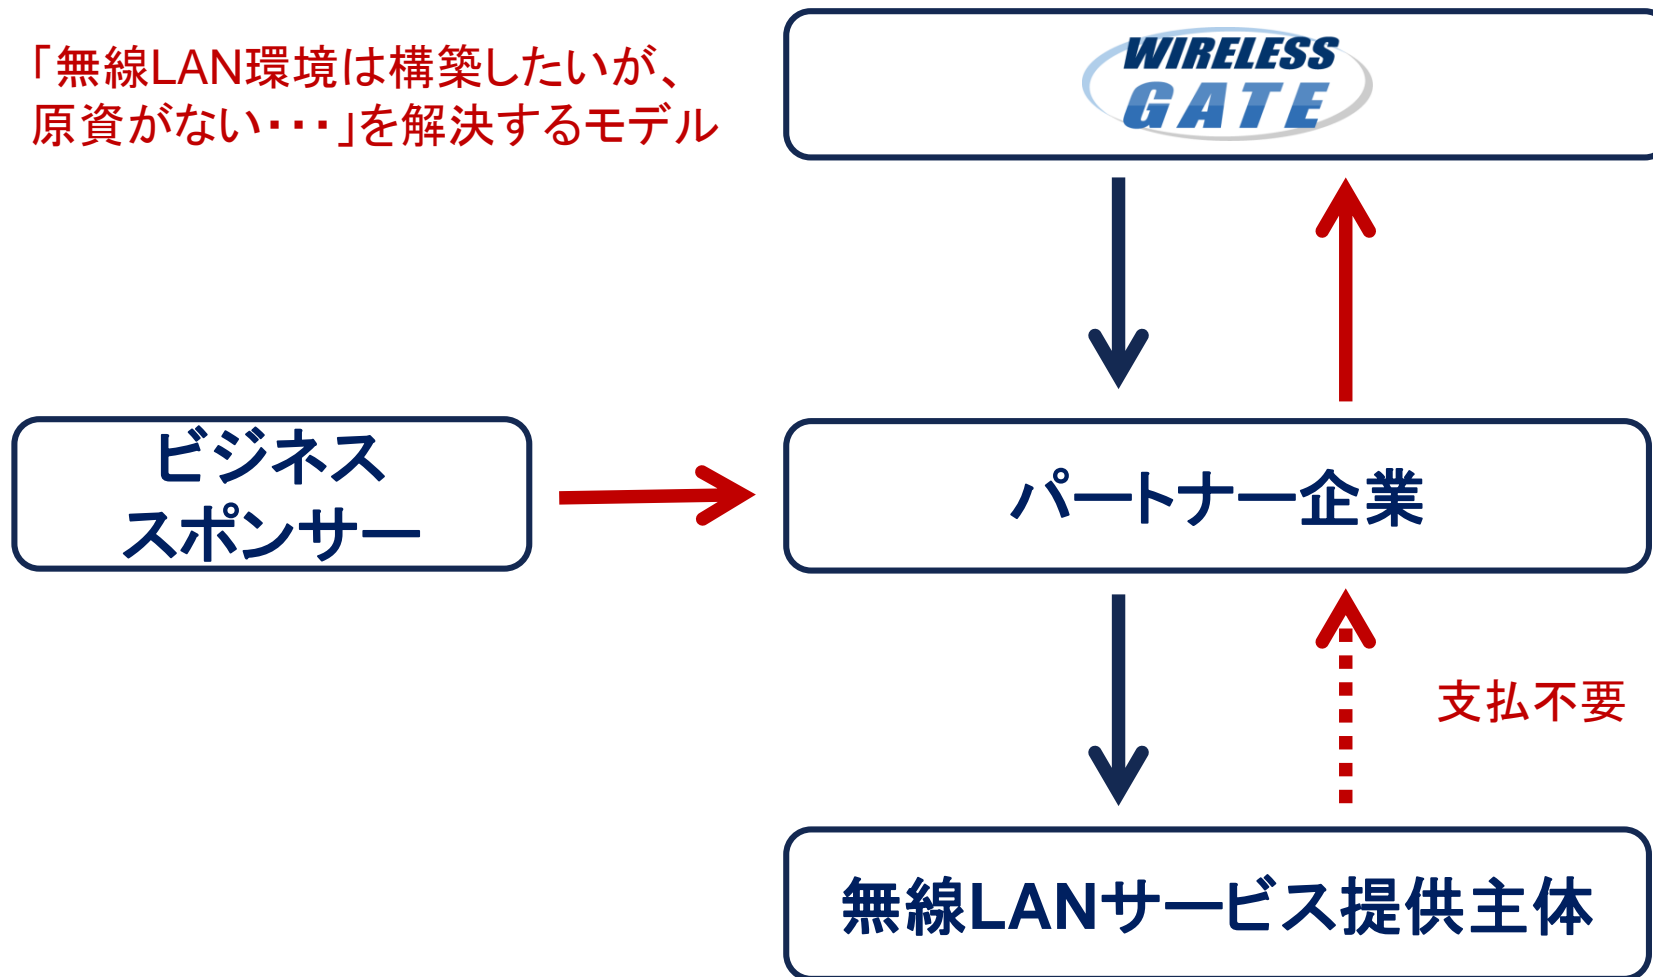 「無線LAN環境は構築したいが、
原資がない・・・」を解決するモデル
WIRELESS
GATE
ビジネス
スポンサー
パートナー企業
支払不要
無線LANサービス提供主体